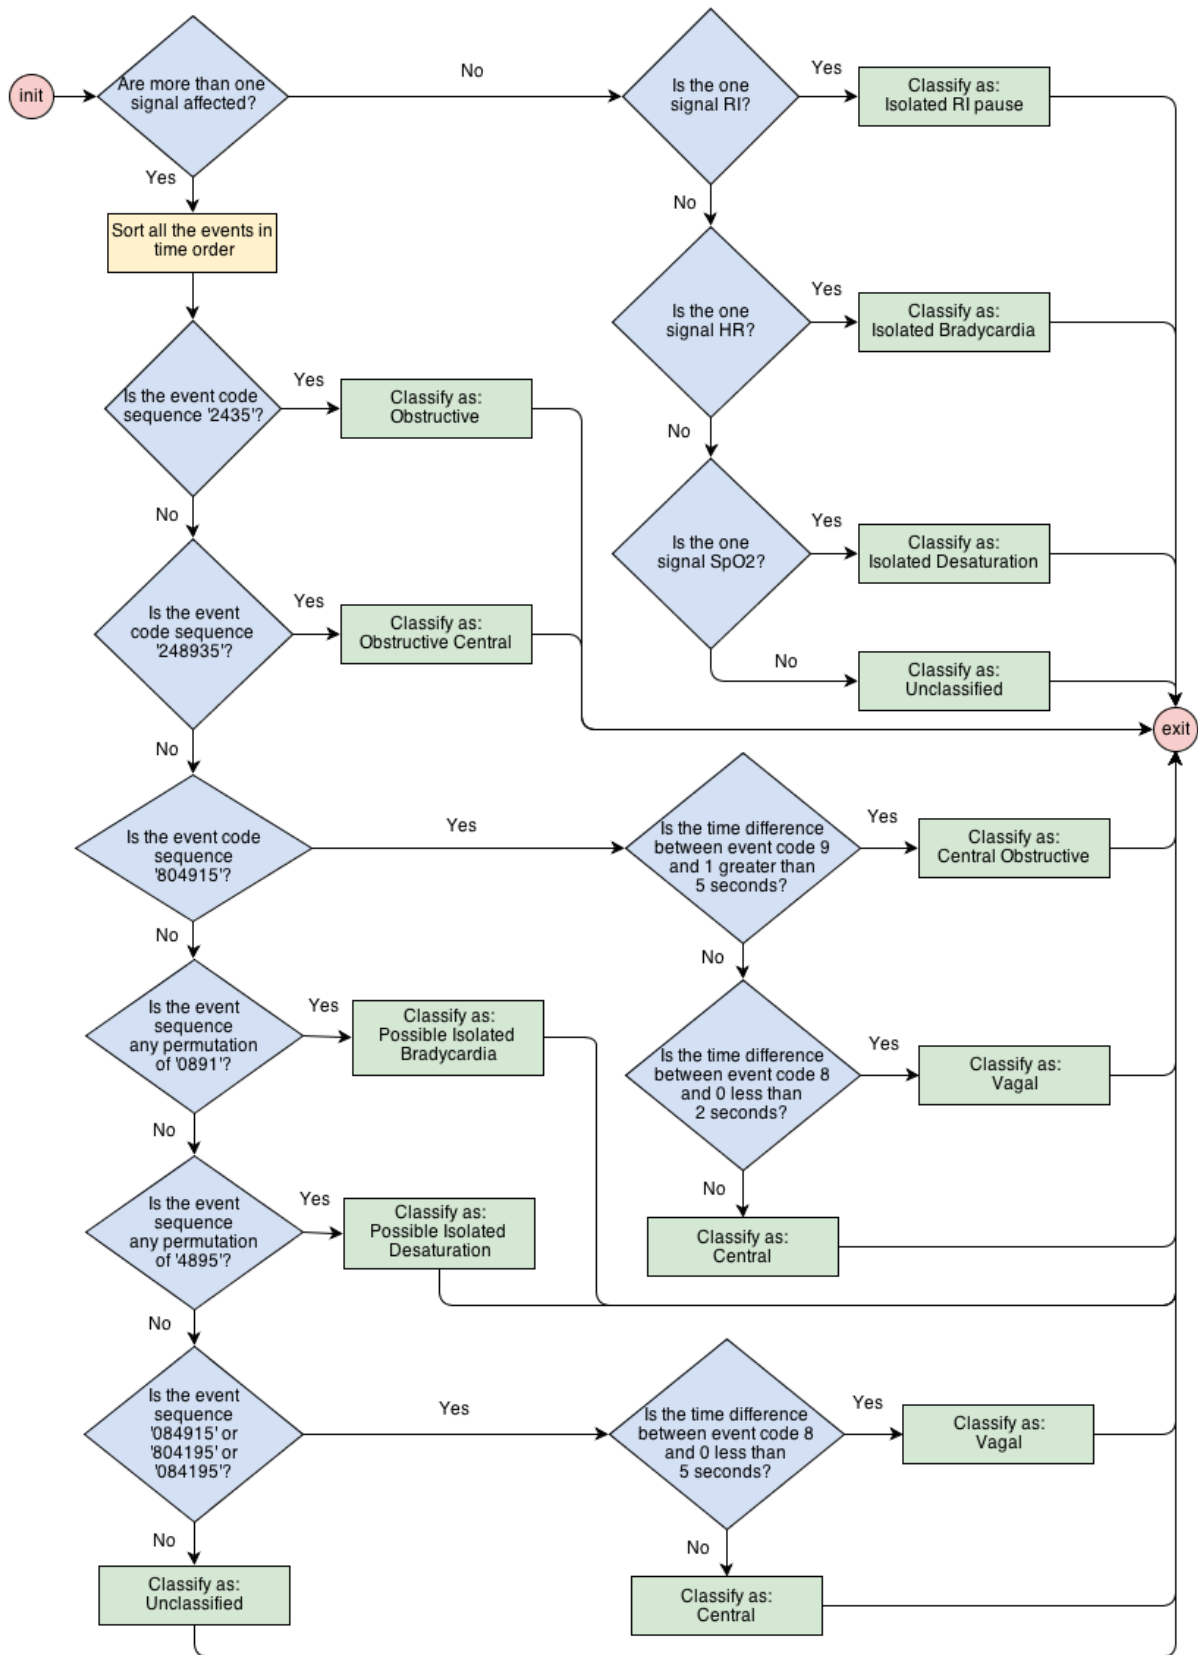 init
Are more than one
signal affected?
No
Is the one
signal RI?
Yes
Classify as:
Isolated RI pause
Yes
No
Sort all the events in
time order
Is the one
signal HR?
Yes
Classify as:
Isolated Bradycardia
Is the event code
sequence '2435'?
Yes
Classify as:
Obstructive
No
No
Is the one
signal SpO2?
Yes
Classify as:
Isolated Desaturation
Is the event
code sequence
'248935'?
Yes
Classify as:
Obstructive Central
No
Classify as:
Unclassified
exit
No
Is the event code
sequence
'804915'?
Yes
Is the time difference
between event code 9
and 1 greater than
5 seconds?
Yes
Classify as:
Central Obstructive
No
No
Is the event
sequence
any permutation
of '0891'?
Yes
Classify as:
Possible Isolated
Bradycardia
Is the time difference
between event code 8
and 0 less than
2 seconds?
Yes
Classify as:
Vagal
No
No
Is the event
sequence
any permutation
of '4895'?
Yes
Classify as:
Possible Isolated
Desaturation
Classify as:
Central
No
Is the event
sequence
'084915' or
'804195' or
'084195'?
Yes
Is the time difference
between event code 8
and 0 less than
5 seconds?
Yes
Classify as:
Vagal
No
No
Classify as:
Unclassified
Classify as:
Central